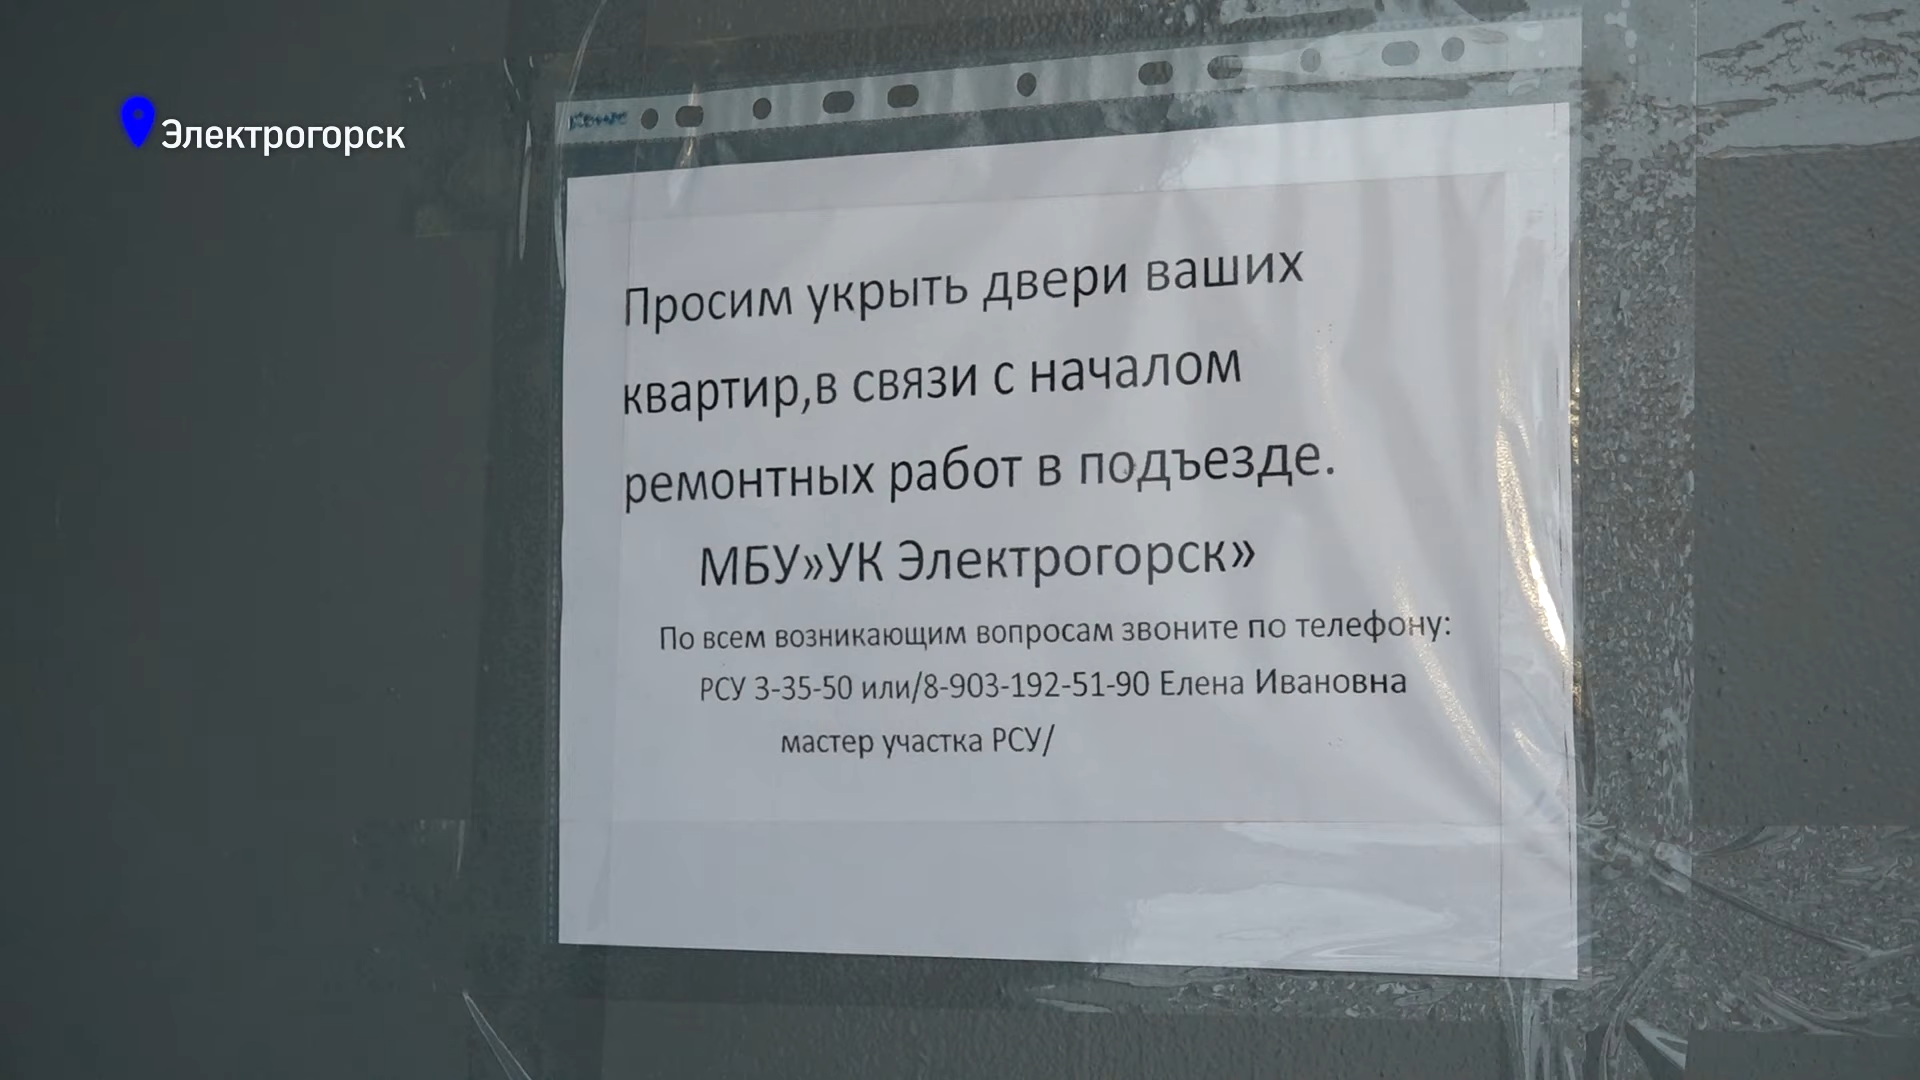 Электрогорск
Просим укрыть двери ваших
квартир,в связи с началом
ремонтных работ в подъезде.
МБУ»УК Электрогорск»
По всем возникающим вопросам звоните по телефону:
РСУ 3-35-50 или/8-903-192-51-90 Елена Ивановна
мастер участка РСУ/